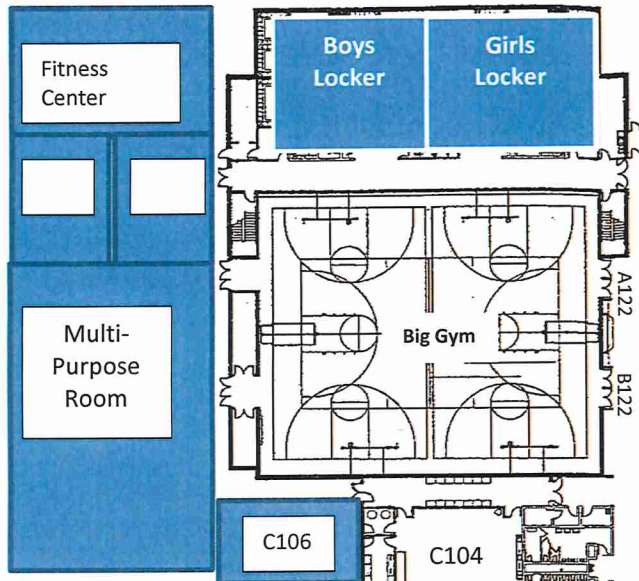 Fitness
Center
Boys
Locker
Girls
Locker
Multi-
Purpose
Room
Big Gym
A122
B122
C106
C104